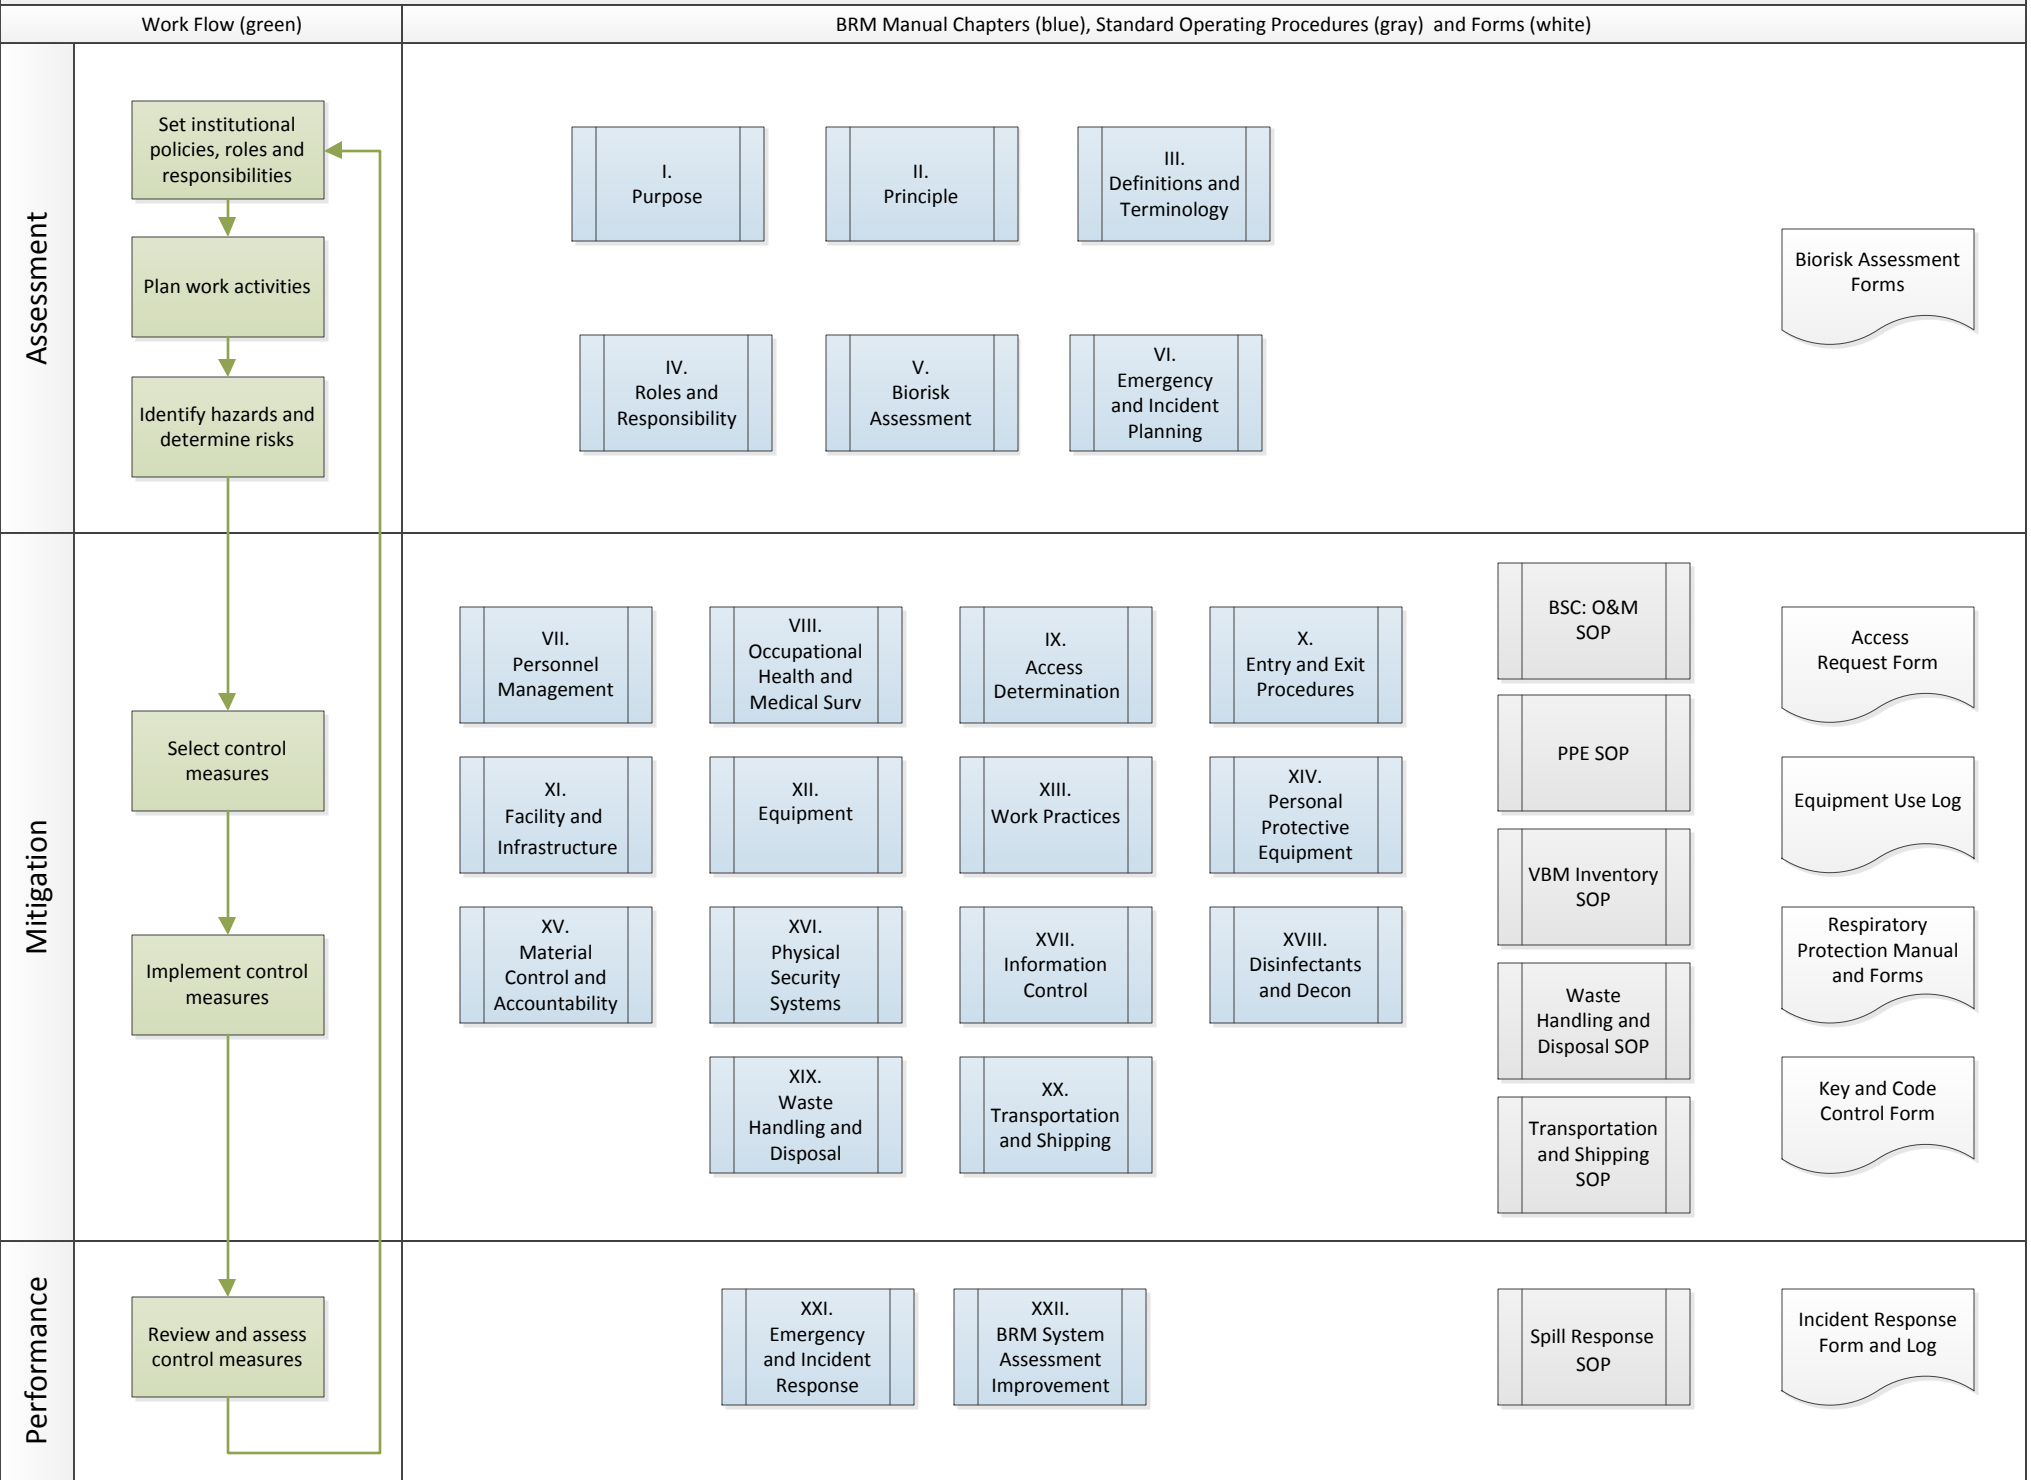 Work Flow (green)
BRM Manual Chapters (blue), Standard Operating Procedures (gray) and Forms (white)
Assessment
Set institutional
policies, roles and
responsibilities
Plan work activities
Identify hazards and
determine risks
I.
Purpose
II.
Principle
III.
Definitions and
Terminology
IV.
Roles and
Responsibility
V.
Biorisk
Assessment
VI.
Emergency
and Incident
Planning
Biorisk Assessment
Forms
Mitigation
Select control
measures
Implement control
measures
VII.
Personnel
Management
VIII.
Occupational
Health and
Medical Surv
IX.
Access
Determination
X.
Entry and Exit
Procedures
XI.
Facility and
Infrastructure
XII.
Equipment
XIII.
Work Practices
XIV.
Personal
Protective
Equipment
XV.
Material
Control and
Accountability
XVI.
Physical
Security
Systems
XVII.
Information
Control
XVIII.
Disinfectants
and Decon
XIX.
Waste
Handling and
Disposal
XX.
Transportation
and Shipping
BSC: O&M
SOP
PPE SOP
VBM Inventory
SOP
Waste
Handling and
Disposal SOP
Transportation
and Shipping
SOP
Access
Request Form
Equipment Use Log
Respiratory
Protection Manual
and Forms
Key and Code
Control Form
Performance
Review and assess
control measures
XXI.
Emergency
and Incident
Response
XXII.
BRM System
Assessment
Improvement
Spill Response
SOP
Incident Response
Form and Log